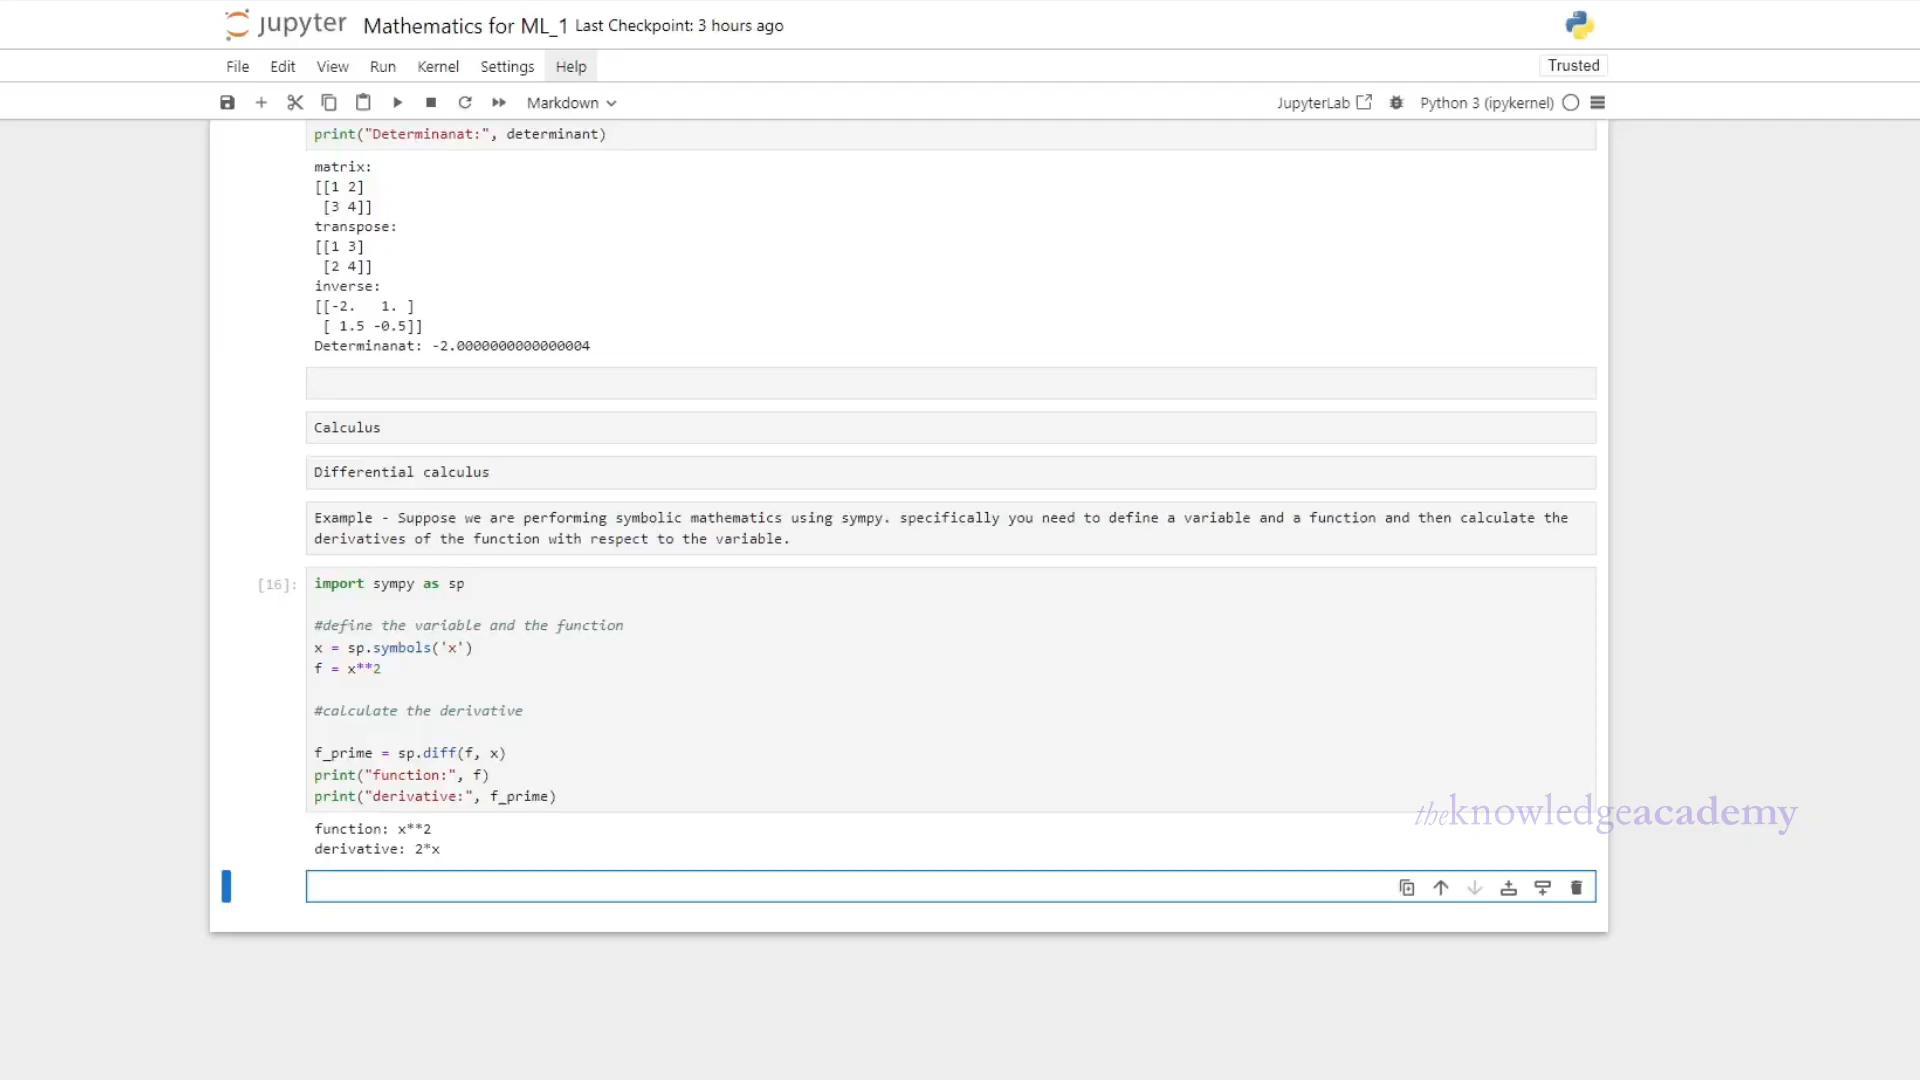 jupyter Mathematics for ML_1 Last Checkpoint: 3 hours ago
File Edit View Run Kernel Settings Help
Trusted
Markdown
JupyterLab Python 3 (ipykernel)
print("Determinanat:", determinant)
matrix:
[[1 2]
 [3 4]]
transpose:
[[1 3]
 [2 4]]
inverse:
[[-2.   1. ]
 [ 1.5 -0.5]]
Determinanat: -2.0000000000000004
Calculus
Differential calculus
Example - Suppose we are performing symbolic mathematics using sympy. specifically you need to define a variable and a function and then calculate the
derivatives of the function with respect to the variable.
[16]:
import sympy as sp
#define the variable and the function
x = sp.symbols('x')
f = x**2
#calculate the derivative
f_prime = sp.diff(f, x)
print("function:", f)
print("derivative:", f_prime)
theknowledgeacademy
function: x**2
derivative: 2*x